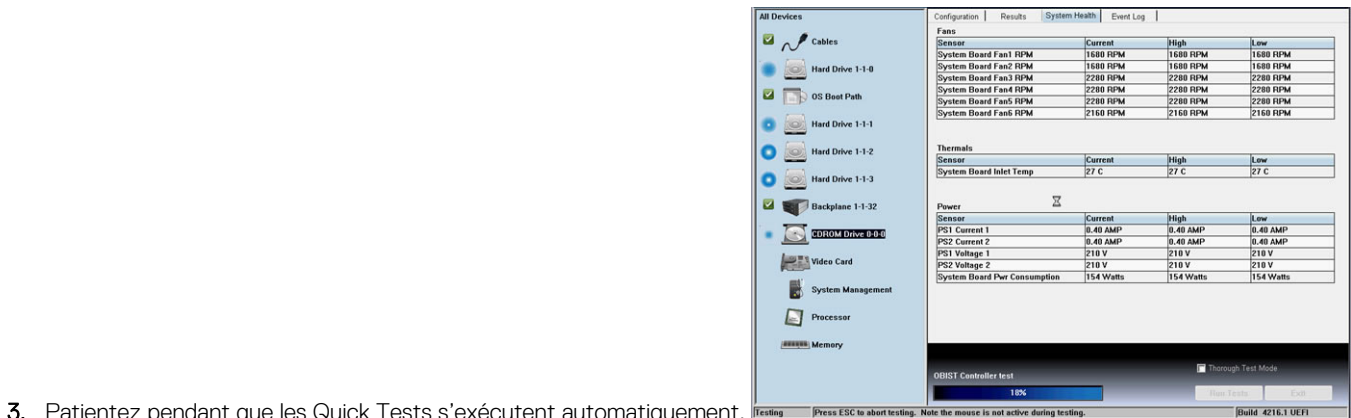 All Devices
Cables
Hard Drive 1-1-0
OS Boot Path
Hard Drive 1-1-1
Hard Drive 1-1-2
Hard Drive 1-1-3
Backplane 1-1-32
CDROM Drive 0-0-0
Video Card
System Management
Processor
Memory
Configuration Results System Health Event Log
Fans
Sensor Current High Low
System Board Fan1 RPM 1680 RPM 1680 RPM 1680 RPM
System Board Fan2 RPM 1680 RPM 1680 RPM 1680 RPM
System Board Fan3 RPM 2280 RPM 2280 RPM 2280 RPM
System Board Fan4 RPM 2280 RPM 2280 RPM 2280 RPM
System Board Fan5 RPM 2280 RPM 2280 RPM 2280 RPM
System Board Fan6 RPM 2160 RPM 2160 RPM 2160 RPM
Thermals
Sensor Current High Low
System Board Inlet Temp 27 C 27 C 27 C
Power
Sensor Current High Low
PS1 Current 1 0.40 AMP 0.40 AMP 0.40 AMP
PS2 Current 2 0.40 AMP 0.40 AMP 0.40 AMP
PS1 Voltage 1 210 V 210 V 210 V
PS2 Voltage 2 210 V 210 V 210 V
System Board Pwr Consumption 154 Watts 154 Watts 154 Watts
Thorough Test Mode
OBIST Controller test
18% Run Tests Exit
Testing Press ESC to abort testing. Note the mouse is not active during testing. Build 4216.1 UEFI
3. Patientez pendant que les Quick Tests s'exécutent automatiquement.